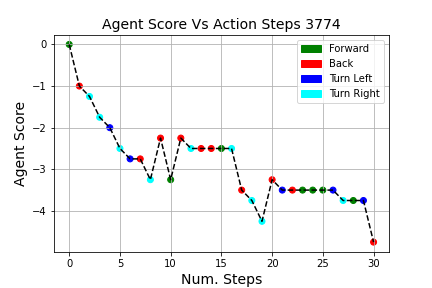 Agent Score Vs Action Steps 3774
Forward
Back
Turn Left
Turn Right
Agent Score
0
−1
−2
−3
−4
0 5 10 15 20 25 30
Num. Steps